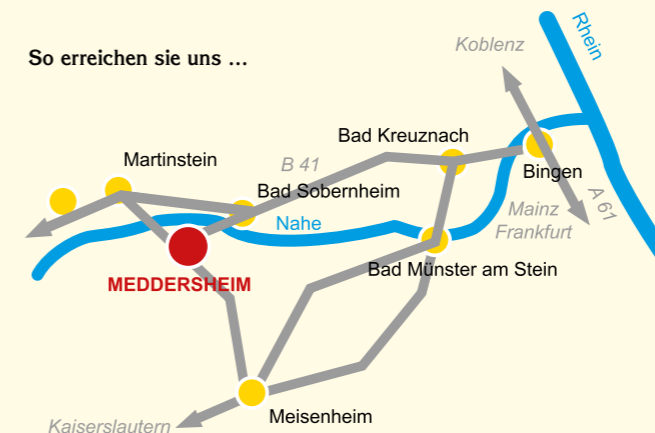 So erreichen sie uns ...
Koblenz
Rhein
Bad Kreuznach
Martinstein
B 41
Bingen
Bad Sobernheim
A 61
Mainz
Frankfurt
Nahe
Bad Münster am Stein
MEDDERSHEIM
Meisenheim
Kaiserslautern